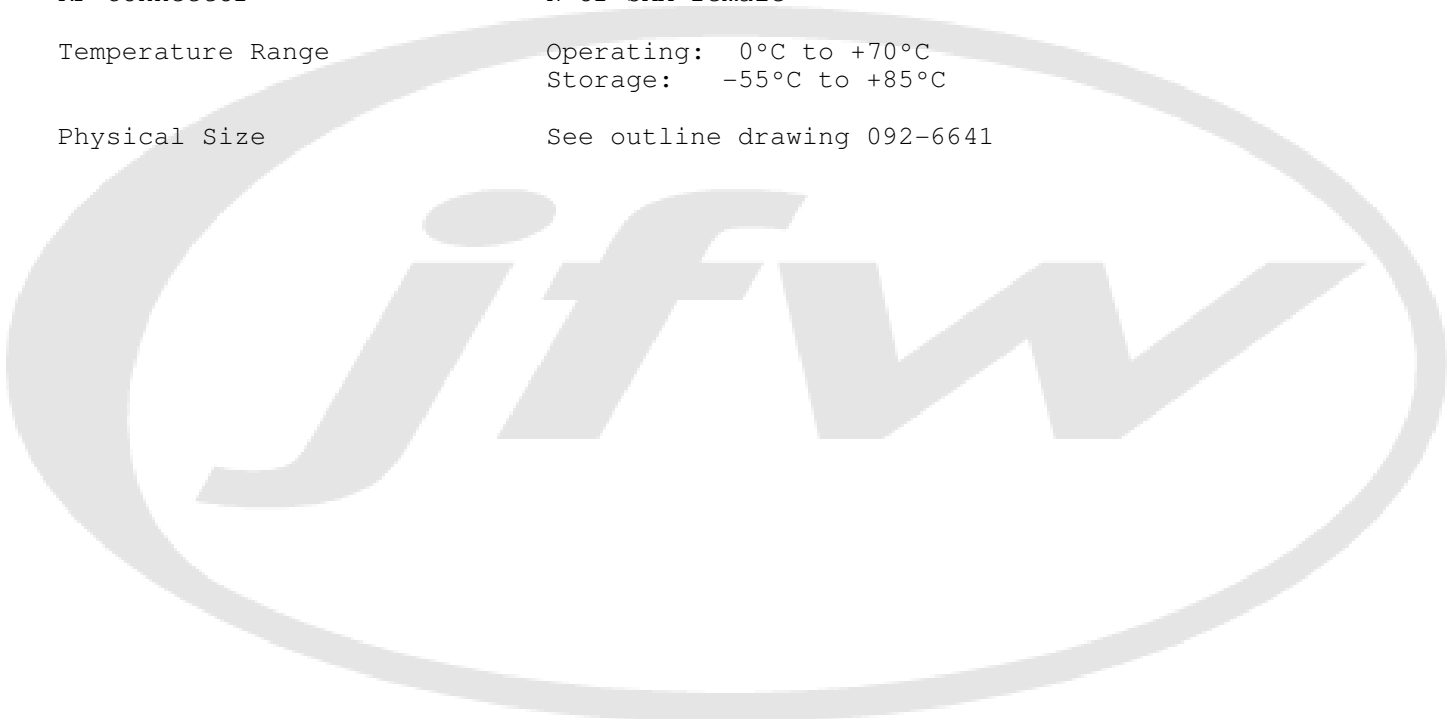 Temperature Range Operating: 0°C to +70°C
Storage: -55°C to +85°C
Physical Size See outline drawing 092-6641
jfw